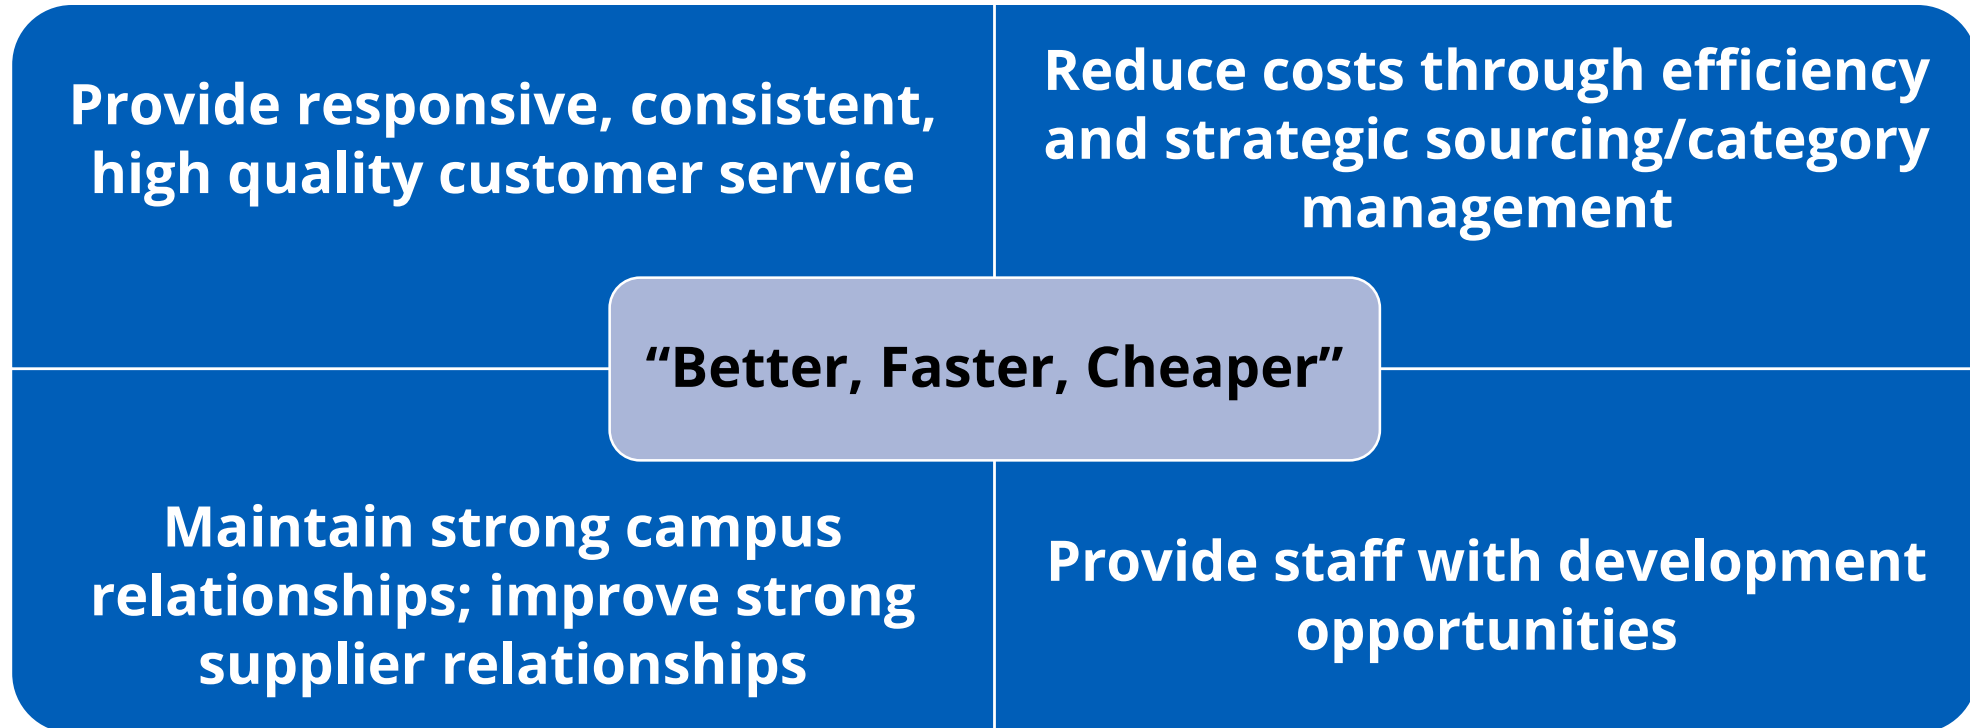 Provide responsive, consistent,
high quality customer service
Reduce costs through efficiency
and strategic sourcing/category
management
“Better, Faster, Cheaper”
Maintain strong campus
relationships; improve strong
supplier relationships
Provide staff with development
opportunities